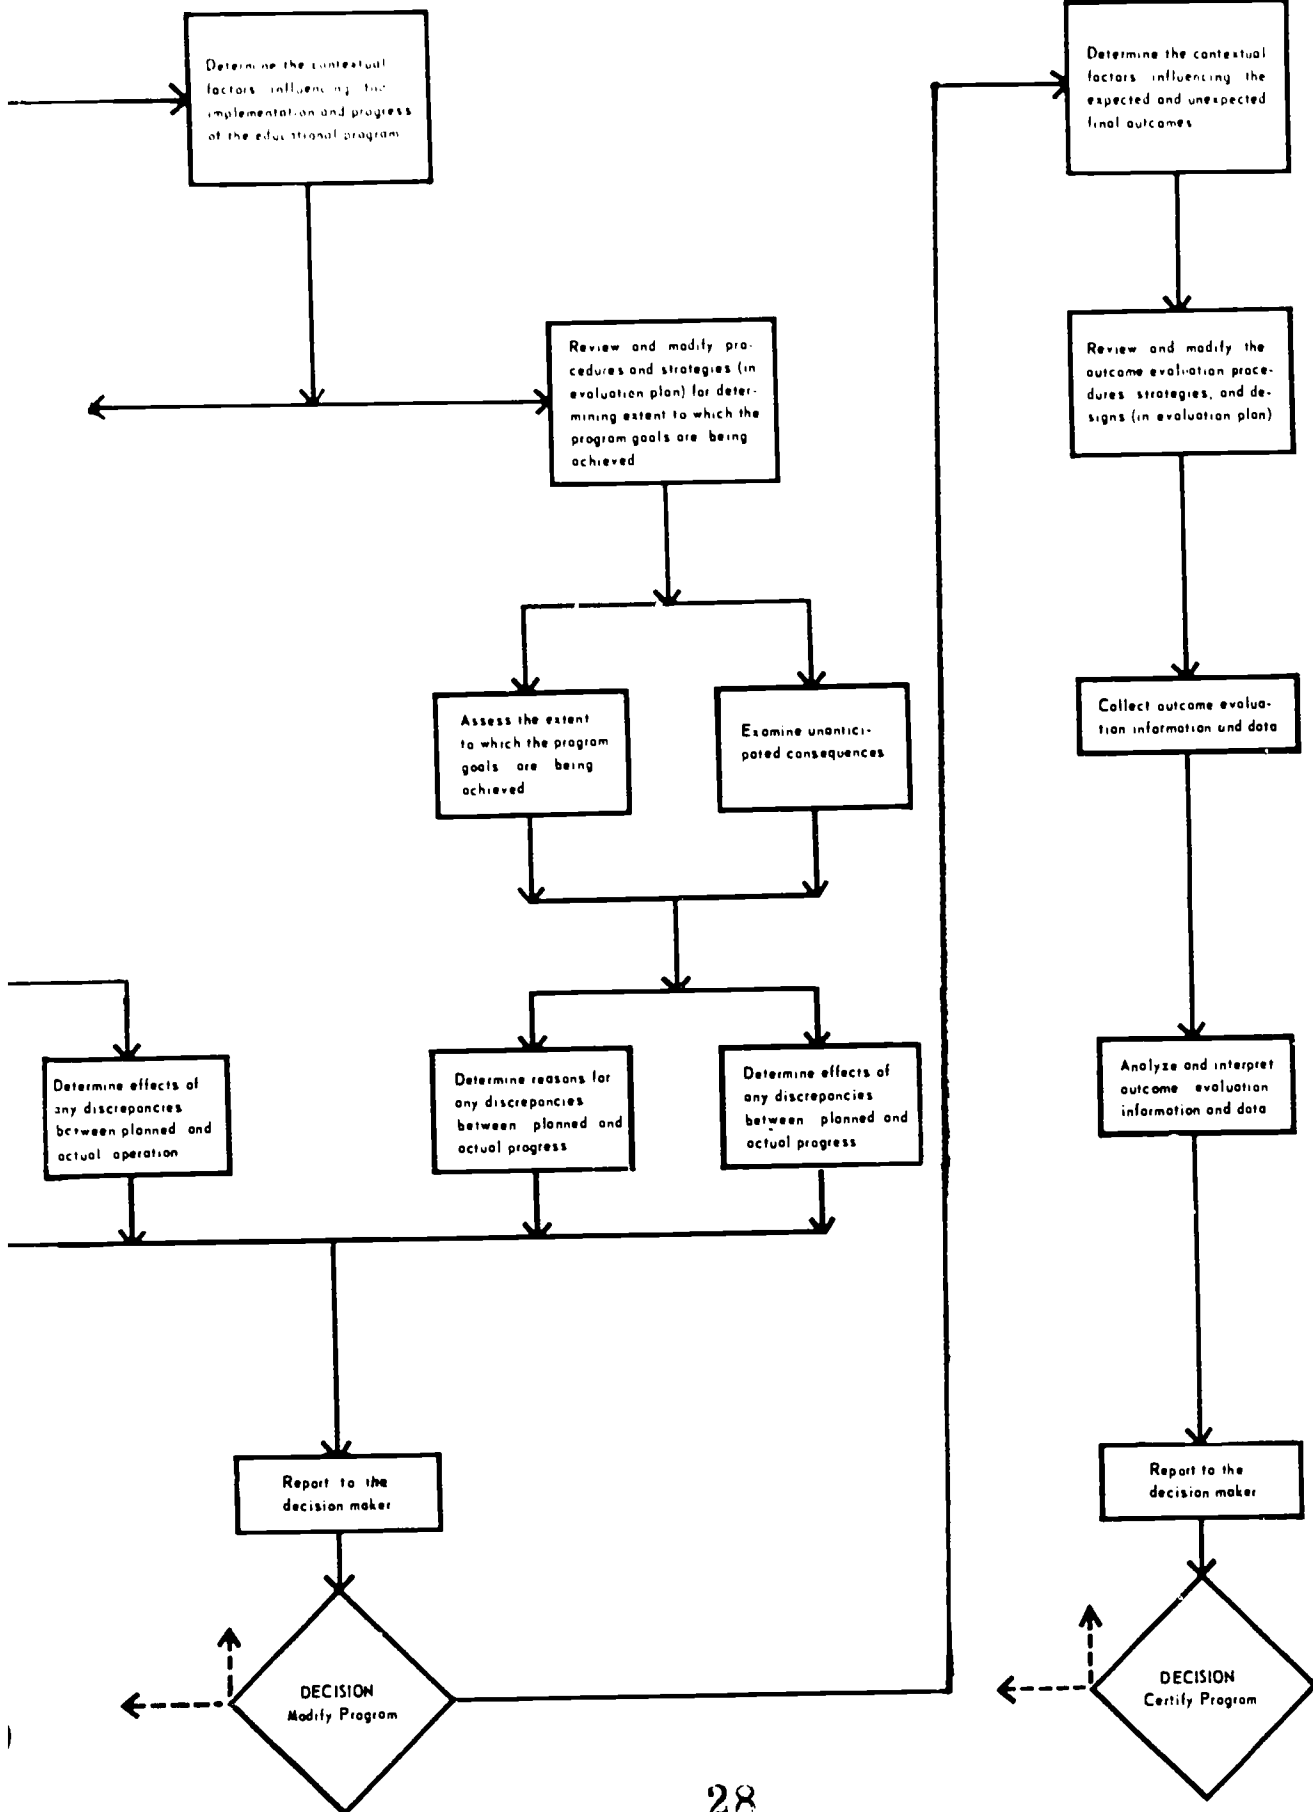 Determine the contextual
factors influencing the
implementation and progress
of the educational program
Review and modify pro-
cedures and strategies (in
evaluation plan) for deter-
mining extent to which the
program goals are being
achieved
Assess the extent
to which the program
goals are being
achieved
Examine unantici-
pated consequences
Determine effects of
any discrepancies
between planned and
actual operation
Determine reasons for
any discrepancies
between planned and
actual progress
Determine effects of
any discrepancies
between planned and
actual progress
Report to the
decision maker
DECISION
Modify Program
Determine the contextual
factors influencing the
expected and unexpected
final outcomes
Review and modify the
outcome evaluation proce-
dures strategies, and de-
signs (in evaluation plan)
Collect outcome evalua-
tion information and data
Analyze and interpret
outcome evaluation
information and data
Report to the
decision maker
DECISION
Certify Program
28